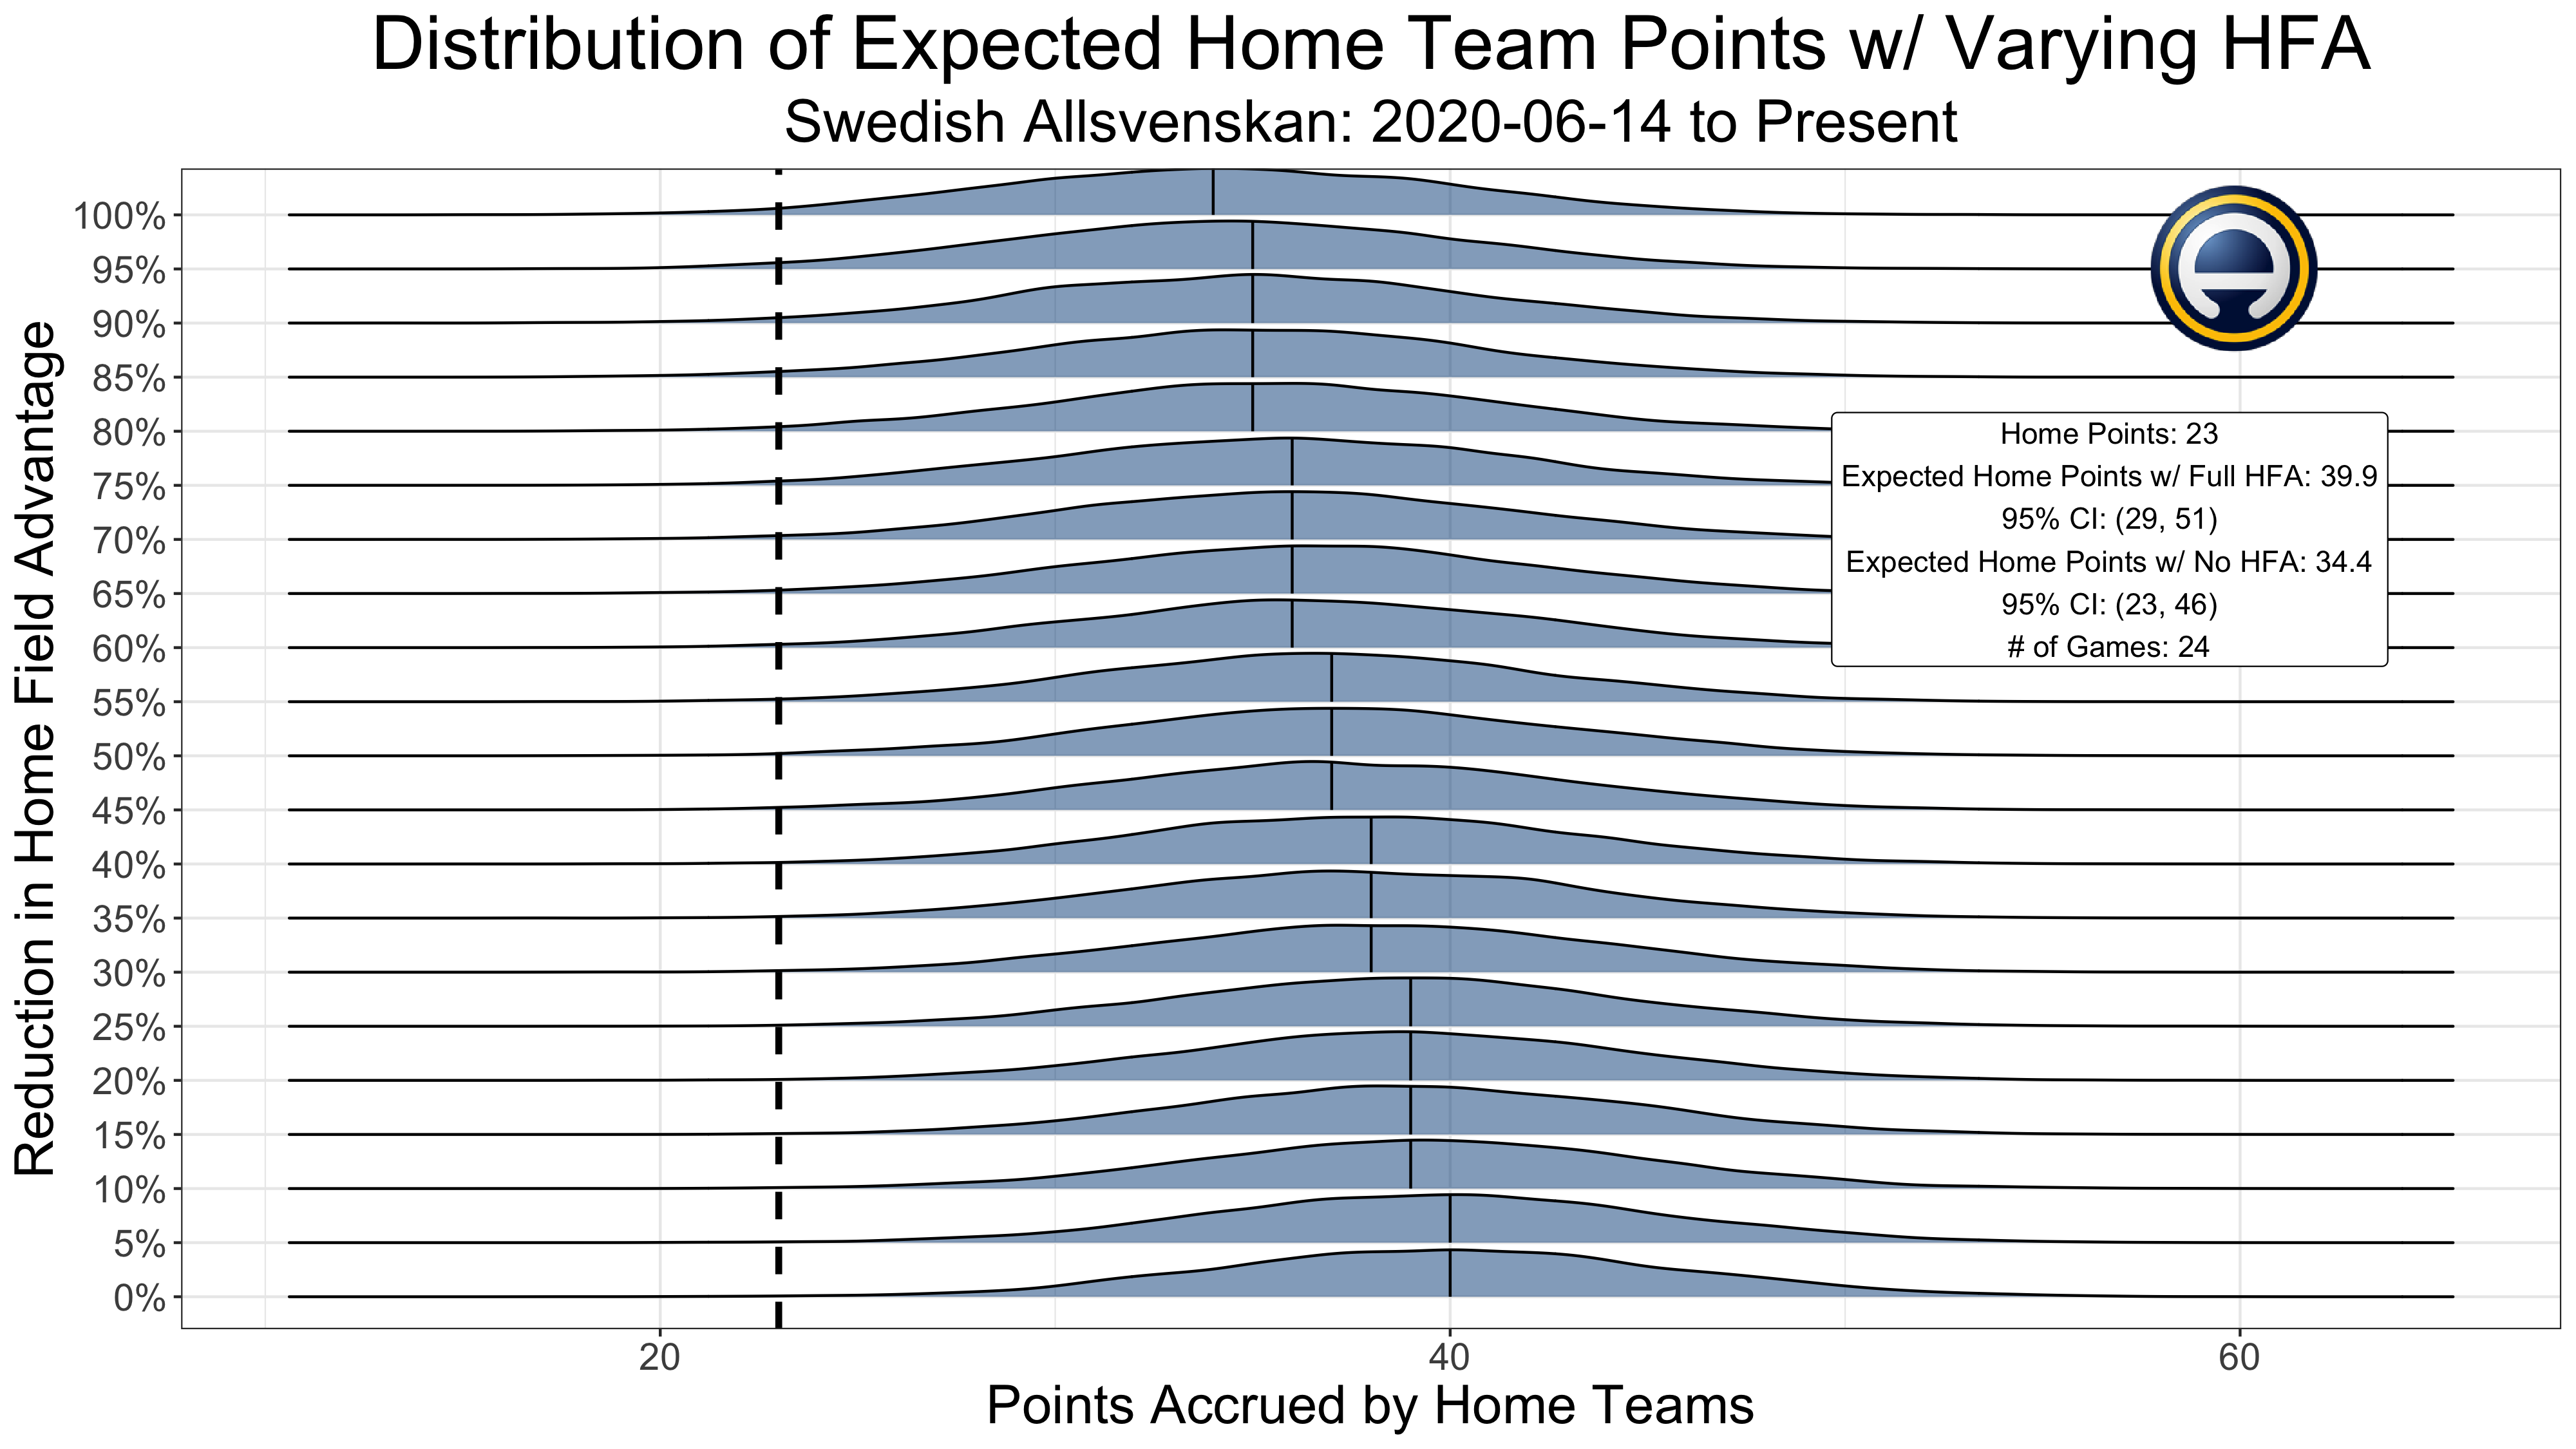 Distribution of Expected Home Team Points w/ Varying HFA
Swedish Allsvenskan: 2020-06-14 to Present
Reduction in Home Field Advantage
100%
95%
90%
85%
80%
75%
70%
65%
60%
55%
50%
45%
40%
35%
30%
25%
20%
15%
10%
5%
0%
Home Points: 23
Expected Home Points w/ Full HFA: 39.9
95% CI: (29, 51)
Expected Home Points w/ No HFA: 34.4
95% CI: (23, 46)
# of Games: 24
20 40 60
Points Accrued by Home Teams